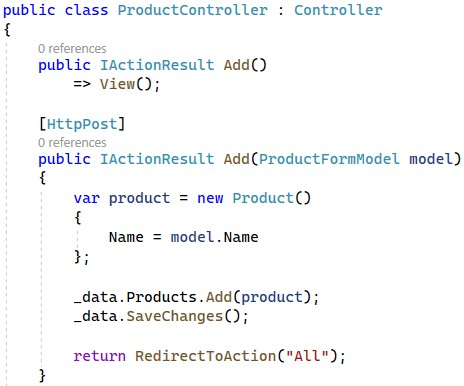 public class ProductController : Controller
{
0 references
public IActionResult Add()
=> View();
[HttpPost]
0 references
public IActionResult Add(ProductFormModel model)
{
var product = new Product()
{
Name = model.Name
};
_data.Products.Add(product);
_data.SaveChanges();
return RedirectToAction("All");
}